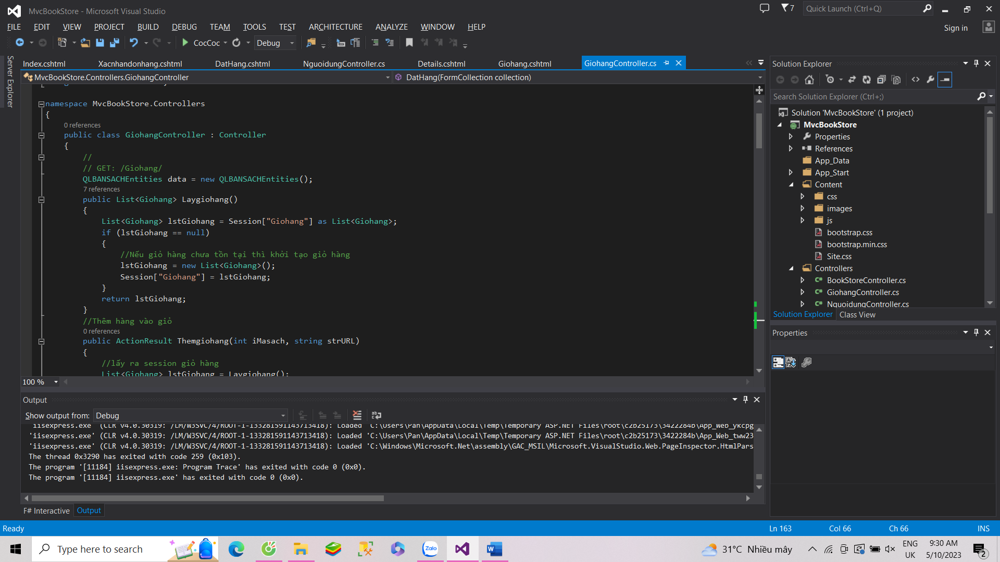 MvcBookStore - Microsoft Visual Studio
7
Quick Launch (Ctrl+Q)
FILE EDIT VIEW PROJECT BUILD DEBUG TEAM TOOLS TEST ARCHITECTURE ANALYZE WINDOW HELP
Sign in
CocCoc
Debug
Server Explorer
Index.cshtml Xacnhandonhang.cshtml DatHang.cshtml NguoidungController.cs Details.cshtml Giohang.cshtml GiohangController.cs
MvcBookStore.Controllers.GiohangController
DatHang(FormCollection collection)
namespace MvcBookStore.Controllers
{
0 references
public class GiohangController : Controller
{
//
// GET: /Giohang/
QLBANSACHEntities data = new QLBANSACHEntities();
7 references
public List<Giohang> Laygiohang()
{
List<Giohang> lstGiohang = Session["Giohang"] as List<Giohang>;
if (lstGiohang == null)
{
//Nếu giỏ hàng chưa tồn tại thì khởi tạo giỏ hàng
lstGiohang = new List<Giohang>();
Session["Giohang"] = lstGiohang;
}
return lstGiohang;
}
//Thêm hàng vào giỏ
0 references
public ActionResult Themgiohang(int iMasach, string strURL)
{
//lấy ra session giỏ hàng
List<Giohang> lstGiohang = Laygiohang();
100 %
Output
Show output from: Debug
'iisexpress.exe' (CLR v4.0.30319: /LM/W3SVC/4/ROOT-1-133281591143713418): Loaded 'C:\Users\Pan\AppData\Local\Temp\Temporary ASP.NET Files\root\c2b25173\3422284b\App_Web_ykcpg
'iisexpress.exe' (CLR v4.0.30319: /LM/W3SVC/4/ROOT-1-133281591143713418): Loaded 'C:\Users\Pan\AppData\Local\Temp\Temporary ASP.NET Files\root\c2b25173\3422284b\App_Web_tww23
'iisexpress.exe' (CLR v4.0.30319: /LM/W3SVC/4/ROOT-1-133281591143713418): Loaded 'C:\Windows\Microsoft.Net\assembly\GAC_MSIL\Microsoft.VisualStudio.Web.PageInspector.HtmlPars
The thread 0x3290 has exited with code 259 (0x103).
The program '[11184] iisexpress.exe: Program Trace' has exited with code 0 (0x0).
The program '[11184] iisexpress.exe' has exited with code 0 (0x0).
F# Interactive Output
Solution Explorer
Search Solution Explorer (Ctrl+;)
Solution 'MvcBookStore' (1 project)
MvcBookStore
Properties
References
App_Data
App_Start
Content
css
images
js
bootstrap.css
bootstrap.min.css
Site.css
Controllers
BookStoreController.cs
GiohangController.cs
NguoidungController.cs
Solution Explorer Class View
Properties
Ready
Ln 163 Col 66 Ch 66 INS
Type here to search
Zalo
31°C Nhiều mây
ENG
UK
9:30 AM
5/10/2023
2